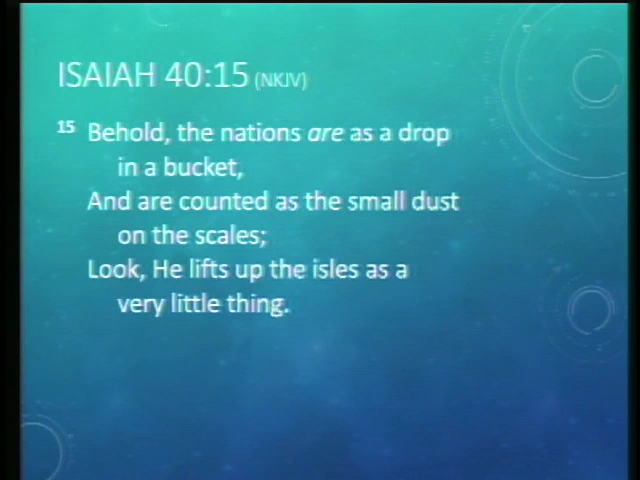 ISAIAH 40:15 (NKJV)
15 Behold, the nations are as a drop
in a bucket,
And are counted as the small dust
on the scales;
Look, He lifts up the isles as a
very little thing.